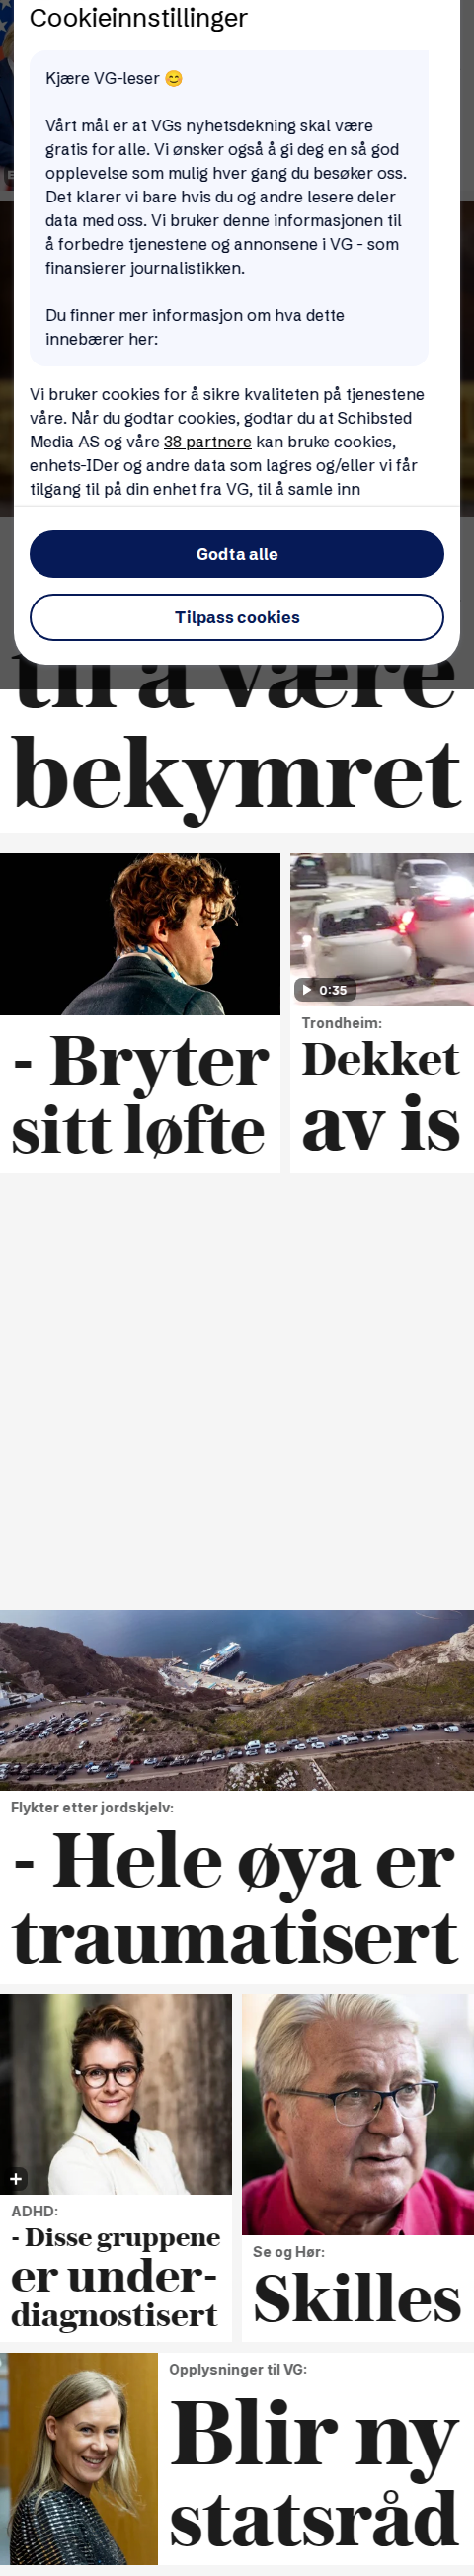 Cookieinnstillinger
Kjære VG-leser 😊
Vårt mål er at VGs nyhetsdekning skal være
gratis for alle. Vi ønsker også å gi deg en så god
opplevelse som mulig hver gang du besøker oss.
Det klarer vi bare hvis du og andre lesere deler
data med oss. Vi bruker denne informasjonen til
å forbedre tjenestene og annonsene i VG - som
finansierer journalistikken.
Du finner mer informasjon om hva dette
innebærer her:
Vi bruker cookies for å sikre kvaliteten på tjenestene
våre. Når du godtar cookies, godtar du at Schibsted
Media AS og våre 38 partnere kan bruke cookies,
enhets-IDer og andre data som lagres og/eller vi får
tilgang til på din enhet fra VG, til å samle inn
Godta alle
Tilpass cookies
til å være
bekymret
- Bryter
sitt løfte
0:35
Trondheim:
Dekket
av is
Flykter etter jordskjelv:
- Hele øya er
traumatisert
ADHD:
- Disse gruppene
er under-
diagnostisert
Se og Hør:
Skilles
Opplysninger til VG:
Blir ny
statsråd